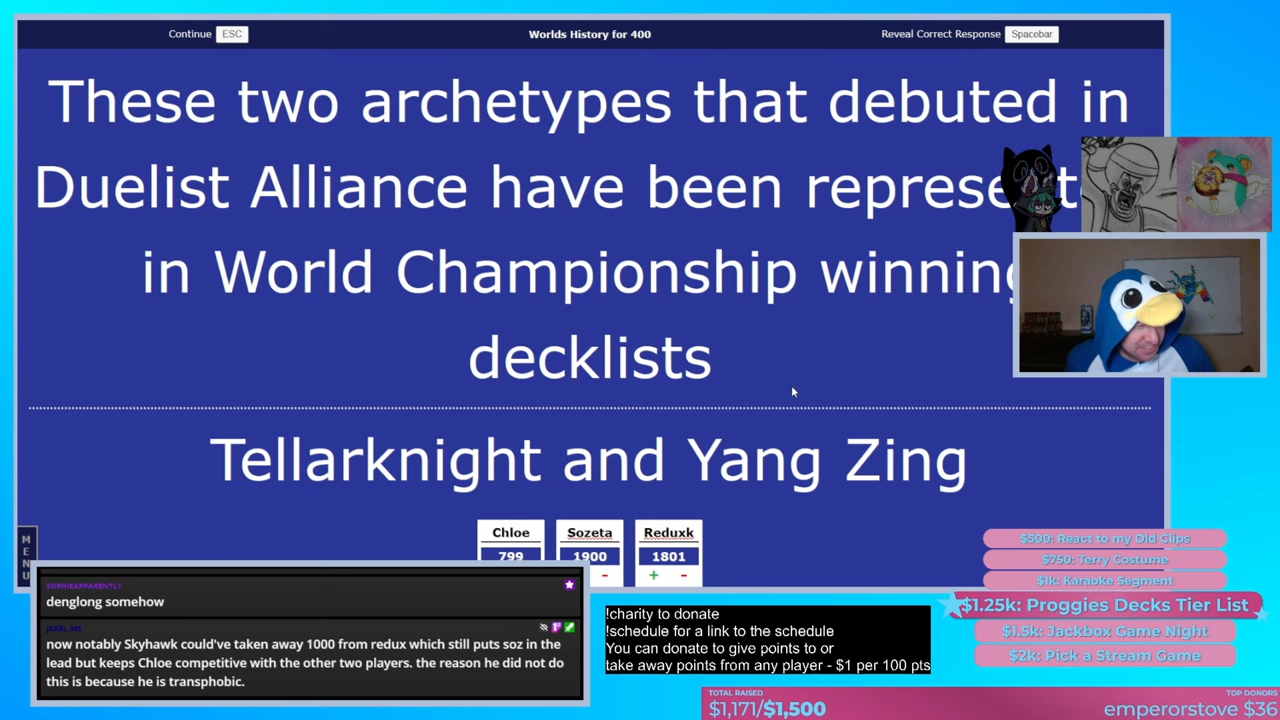 Continue ESC
Worlds History for 400
Reveal Correct Response Spacebar
These two archetypes that debuted in
Duelist Alliance have been represe
in World Championship winning
decklists
Tellarknight and Yang Zing
MENU
Chloe Sozeta Reduxk
799 1900 1801
- + -
SOPHIEAPPARENTLY
denglong somehow
now notably Skyhawk could've taken away 1000 from redux which still puts soz in the
lead but keeps Chloe competitive with the other two players. the reason he did not do
this is because he is transphobic.
!charity to donate
!schedule for a link to the schedule
You can donate to give points to or
take away points from any player - $1 per 100 pts
$500: React to my Old Clips
$750: Terry Costume
$1k: Karaoke Segment
$1.25k: Proggies Decks Tier List
$1.5k: Jackbox Game Night
$2k: Pick a Stream Game
TOTAL RAISED
$1,171/$1,500
TOP DONORS
emperorstove $36